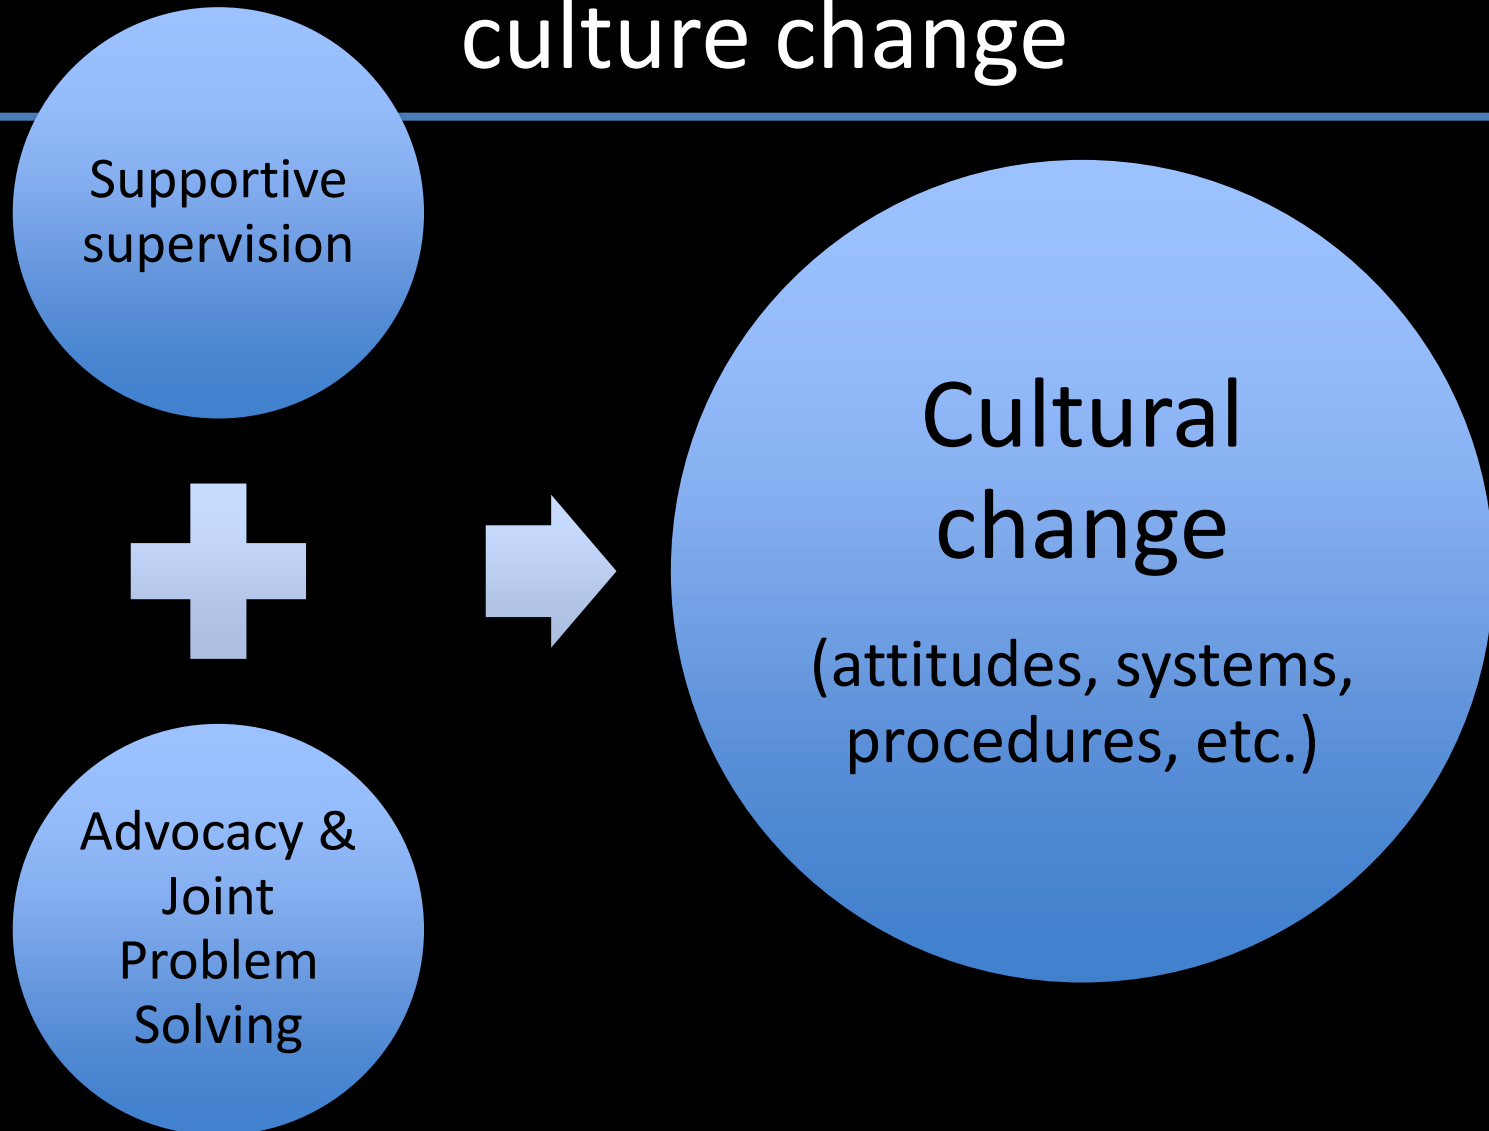 culture change
Supportive
supervision
Advocacy &
Joint
Problem
Solving
Cultural
change
(attitudes, systems,
procedures, etc.)